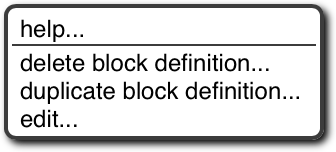 help...
delete block definition...
duplicate block definition...
edit...